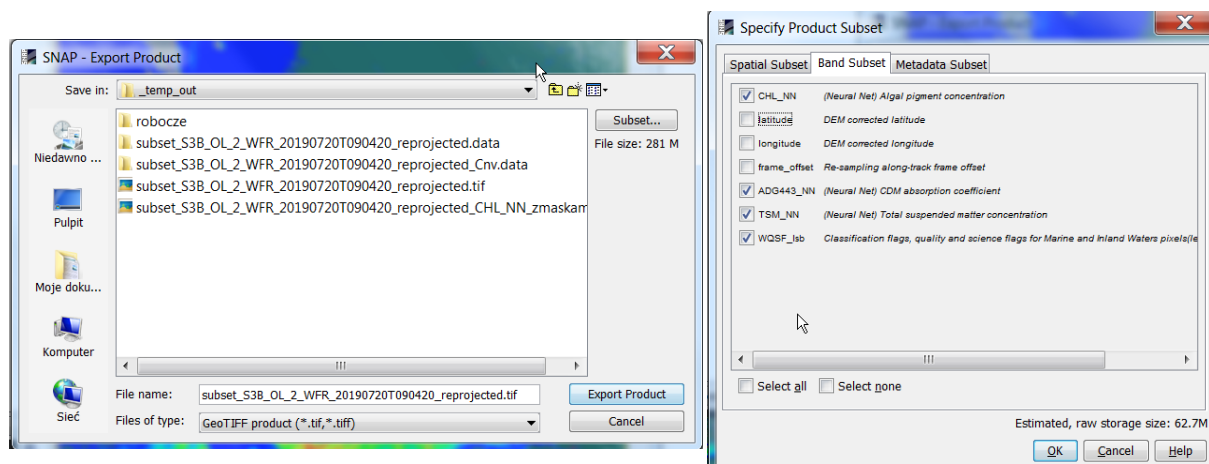 SNAP - Export Product
Save in:
_temp_out
robocze
subset_S3B_OL_2_WFR_20190720T090420_reprojected.data
subset_S3B_OL_2_WFR_20190720T090420_reprojected_Cnv.data
subset_S3B_OL_2_WFR_20190720T090420_reprojected.tif
subset_S3B_OL_2_WFR_20190720T090420_reprojected_CHL_NN_zmaskam
Subset...
File size: 281 M
Niedawno ...
Pulpit
Moje doku...
Komputer
Sieć
File name:
subset_S3B_OL_2_WFR_20190720T090420_reprojected.tif
Export Product
Files of type:
GeoTIFF product (*.tif,*.tiff)
Cancel
Specify Product Subset
Spatial Subset Band Subset Metadata Subset
CHL_NN (Neural Net) Algal pigment concentration
latitude DEM corrected latitude
longitude DEM corrected longitude
frame_offset Re-sampling along-track frame offset
ADG443_NN (Neural Net) CDM absorption coefficient
TSM_NN (Neural Net) Total suspended matter concentration
WQSF_lsb Classification flags, quality and science flags for Marine and Inland Waters pixels(le
Select all Select none
Estimated, raw storage size: 62.7M
OK Cancel Help